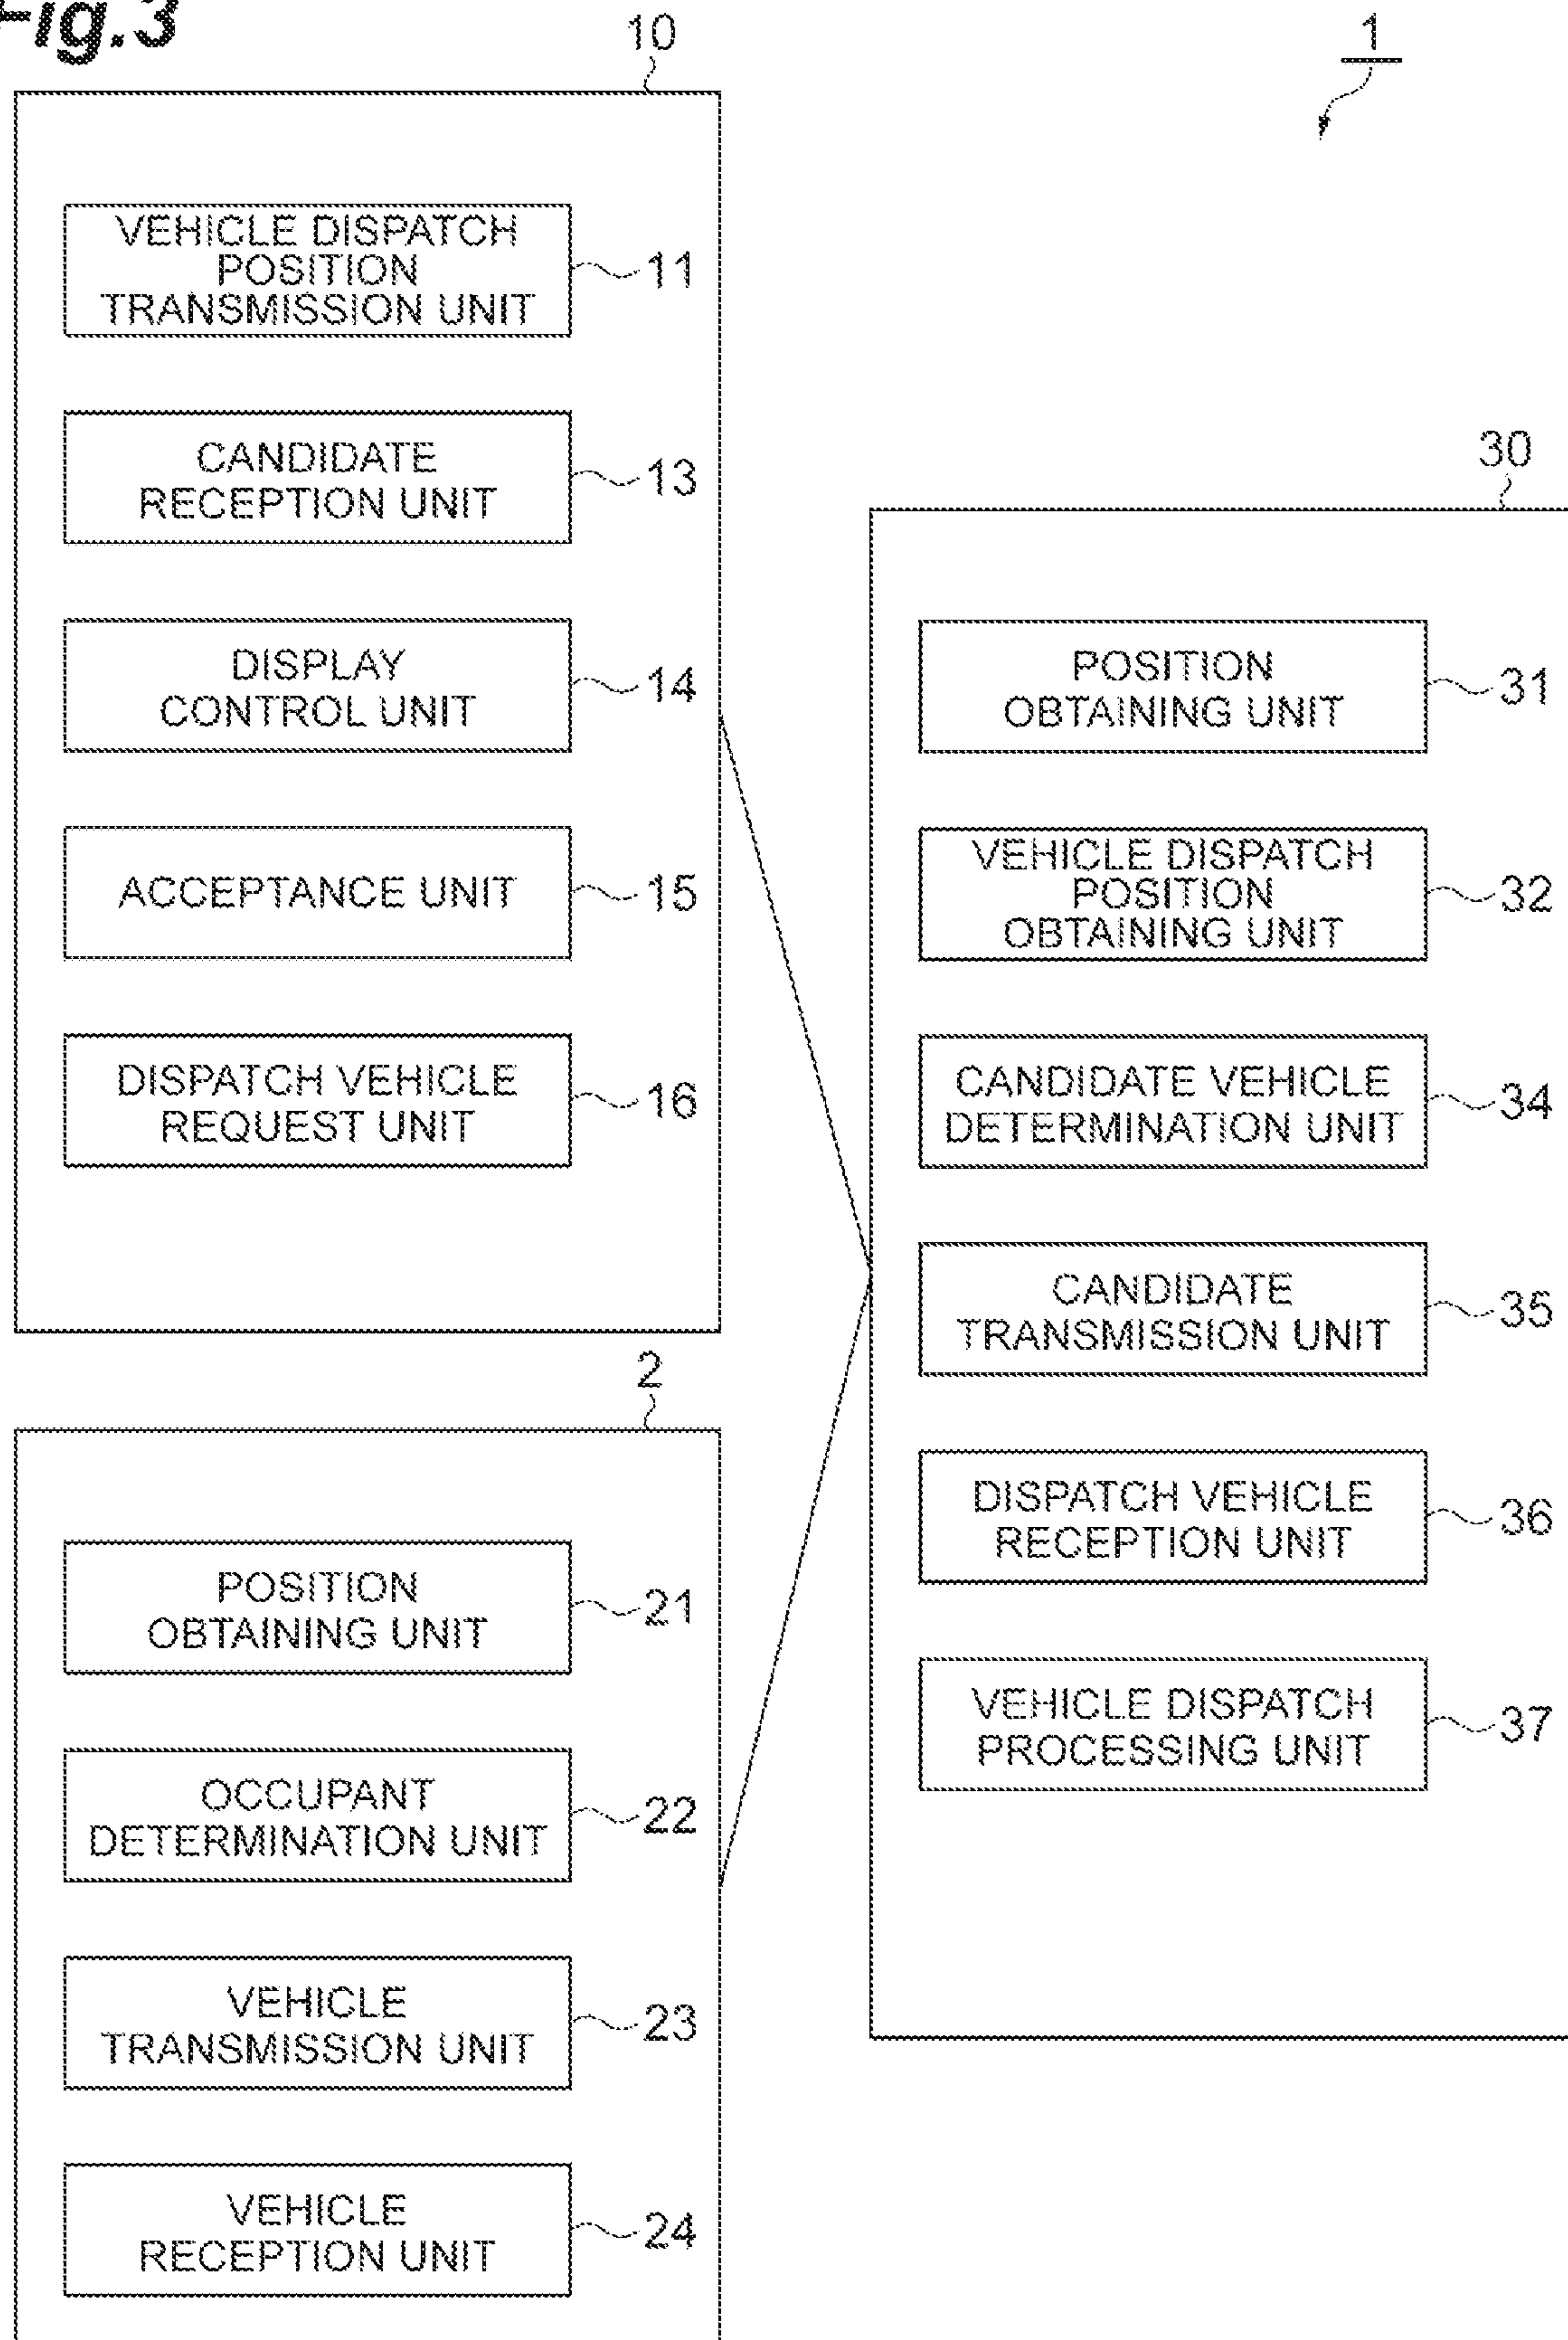 Fig.3
10
1
VEHICLE DISPATCH
POSITION
TRANSMISSION UNIT
11
CANDIDATE
RECEPTION UNIT
13
DISPLAY
CONTROL UNIT
14
ACCEPTANCE UNIT
15
DISPATCH VEHICLE
REQUEST UNIT
16
30
POSITION
OBTAINING UNIT
31
VEHICLE DISPATCH
POSITION
OBTAINING UNIT
32
CANDIDATE VEHICLE
DETERMINATION UNIT
34
CANDIDATE
TRANSMISSION UNIT
35
DISPATCH VEHICLE
RECEPTION UNIT
36
VEHICLE DISPATCH
PROCESSING UNIT
37
2
POSITION
OBTAINING UNIT
21
OCCUPANT
DETERMINATION UNIT
22
VEHICLE
TRANSMISSION UNIT
23
VEHICLE
RECEPTION UNIT
24